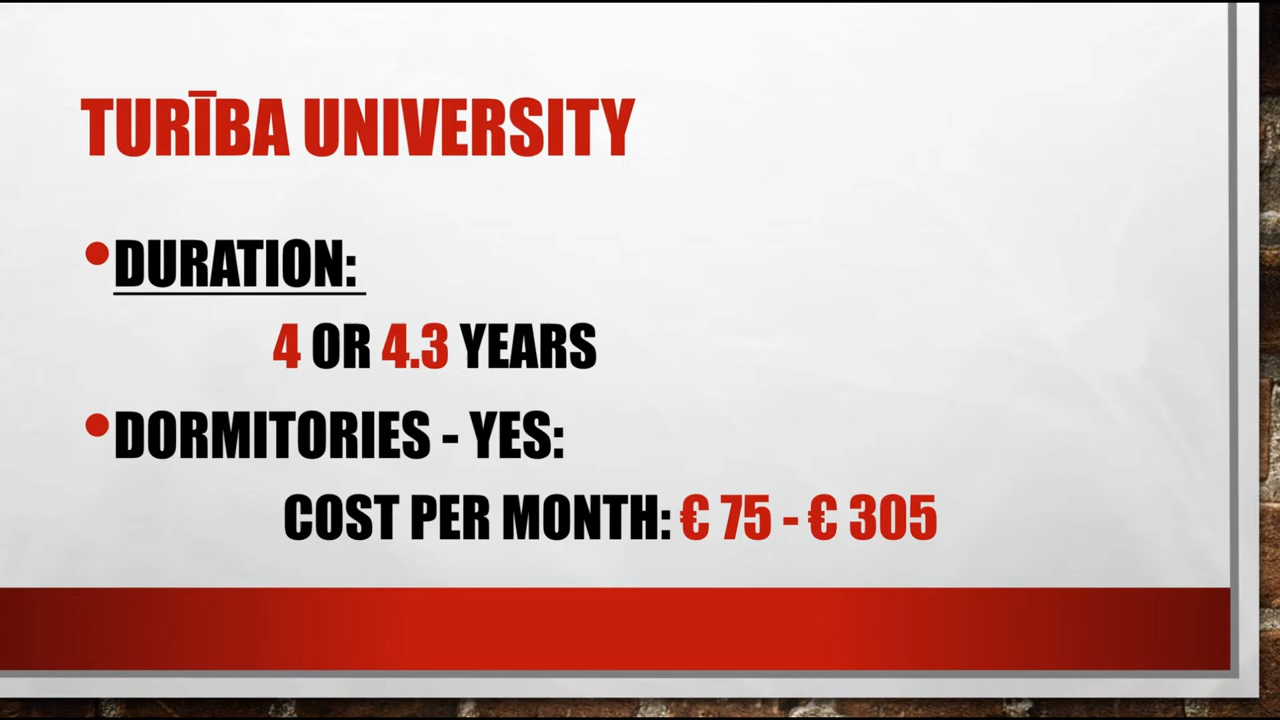 TURĪBA UNIVERSITY
•DURATION:
4 OR 4.3 YEARS
•DORMITORIES - YES:
COST PER MONTH: € 75 - € 305